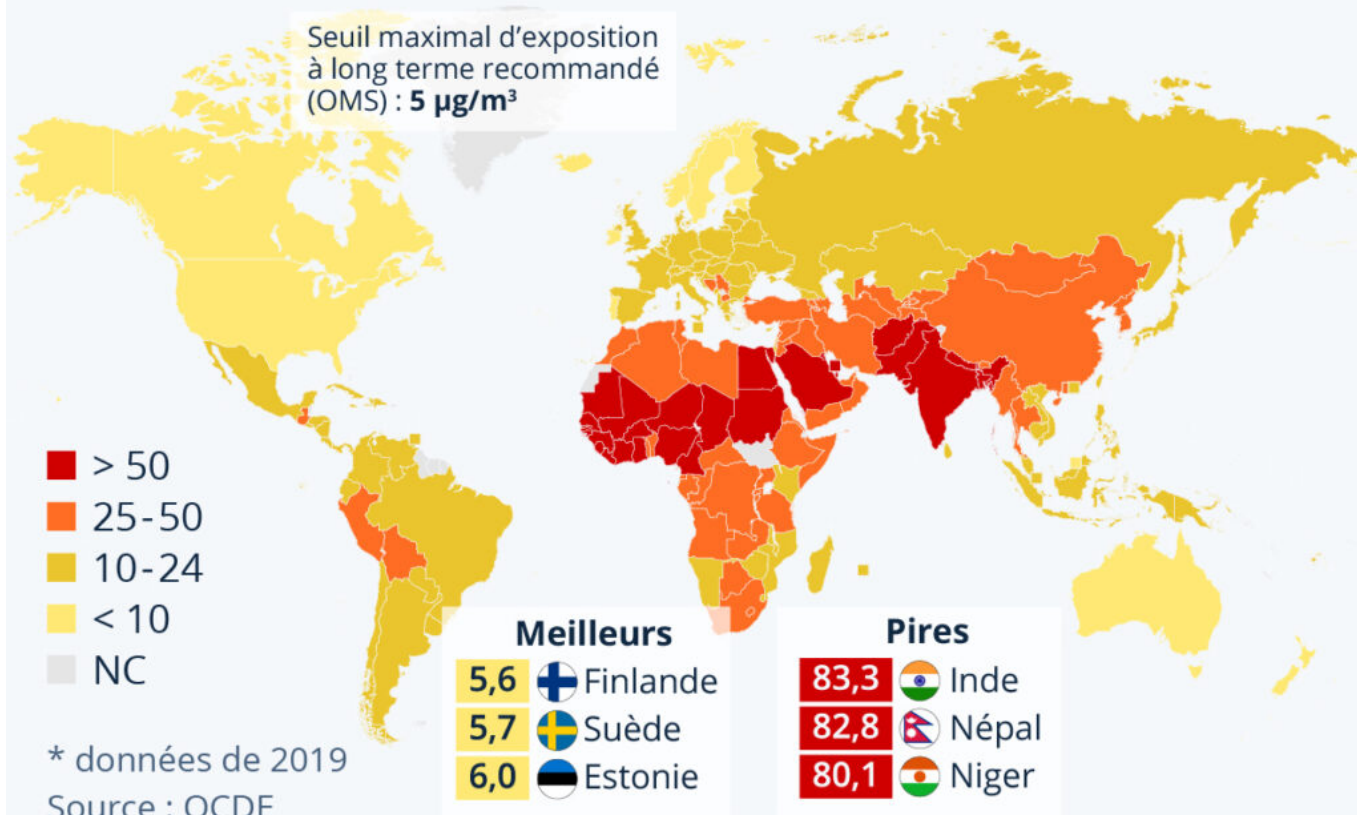 Seuil maximal d’exposition
à long terme recommandé
(OMS) : 5 µg/m³
> 50
25-50
10-24
< 10
NC
* données de 2019
Source : OCDE
Meilleurs
5,6 Finlande
5,7 Suède
6,0 Estonie
Pires
83,3 Inde
82,8 Népal
80,1 Niger